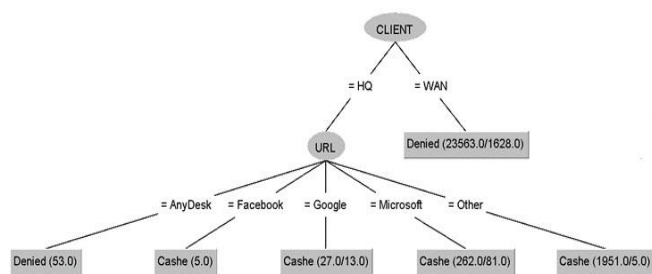 CLIENT
= HQ = WAN
URL Denied (23563.0/1628.0)
= AnyDesk = Facebook = Google = Microsoft = Other
Denied (53.0) Cashe (5.0) Cashe (27.0/13.0) Cashe (262.0/81.0) Cashe (1951.0/5.0)